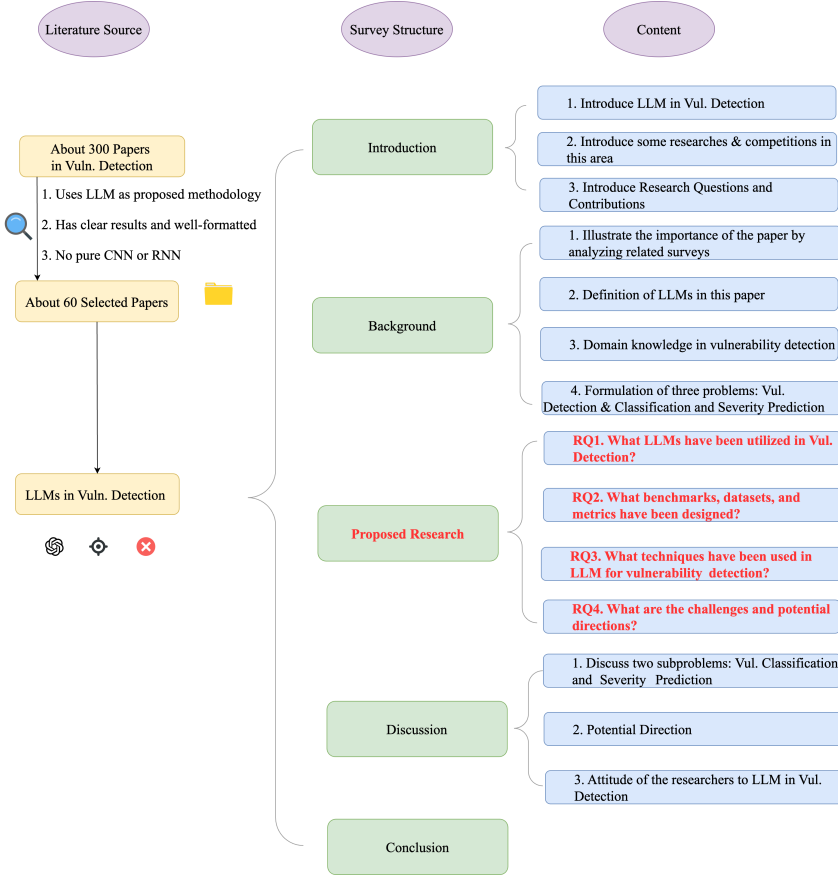 Literature Source
Survey Structure
Content
About 300 Papers
in Vuln. Detection
1. Uses LLM as proposed methodology
2. Has clear results and well-formatted
3. No pure CNN or RNN
About 60 Selected Papers
LLMs in Vuln. Detection
Introduction
1. Introduce LLM in Vul. Detection
2. Introduce some researches & competitions in
this area
3. Introduce Research Questions and
Contributions
Background
1. Illustrate the importance of the paper by
analyzing related surveys
2. Definition of LLMs in this paper
3. Domain knowledge in vulnerability detection
4. Formulation of three problems: Vul.
Detection & Classification and Severity Prediction
Proposed Research
RQ1. What LLMs have been utilized in Vul.
Detection?
RQ2. What benchmarks, datasets, and
metrics have been designed?
RQ3. What techniques have been used in
LLM for vulnerability detection?
RQ4. What are the challenges and potential
directions?
Discussion
1. Discuss two subproblems: Vul. Classification
and Severity Prediction
2. Potential Direction
3. Attitude of the researchers to LLM in Vul.
Detection
Conclusion